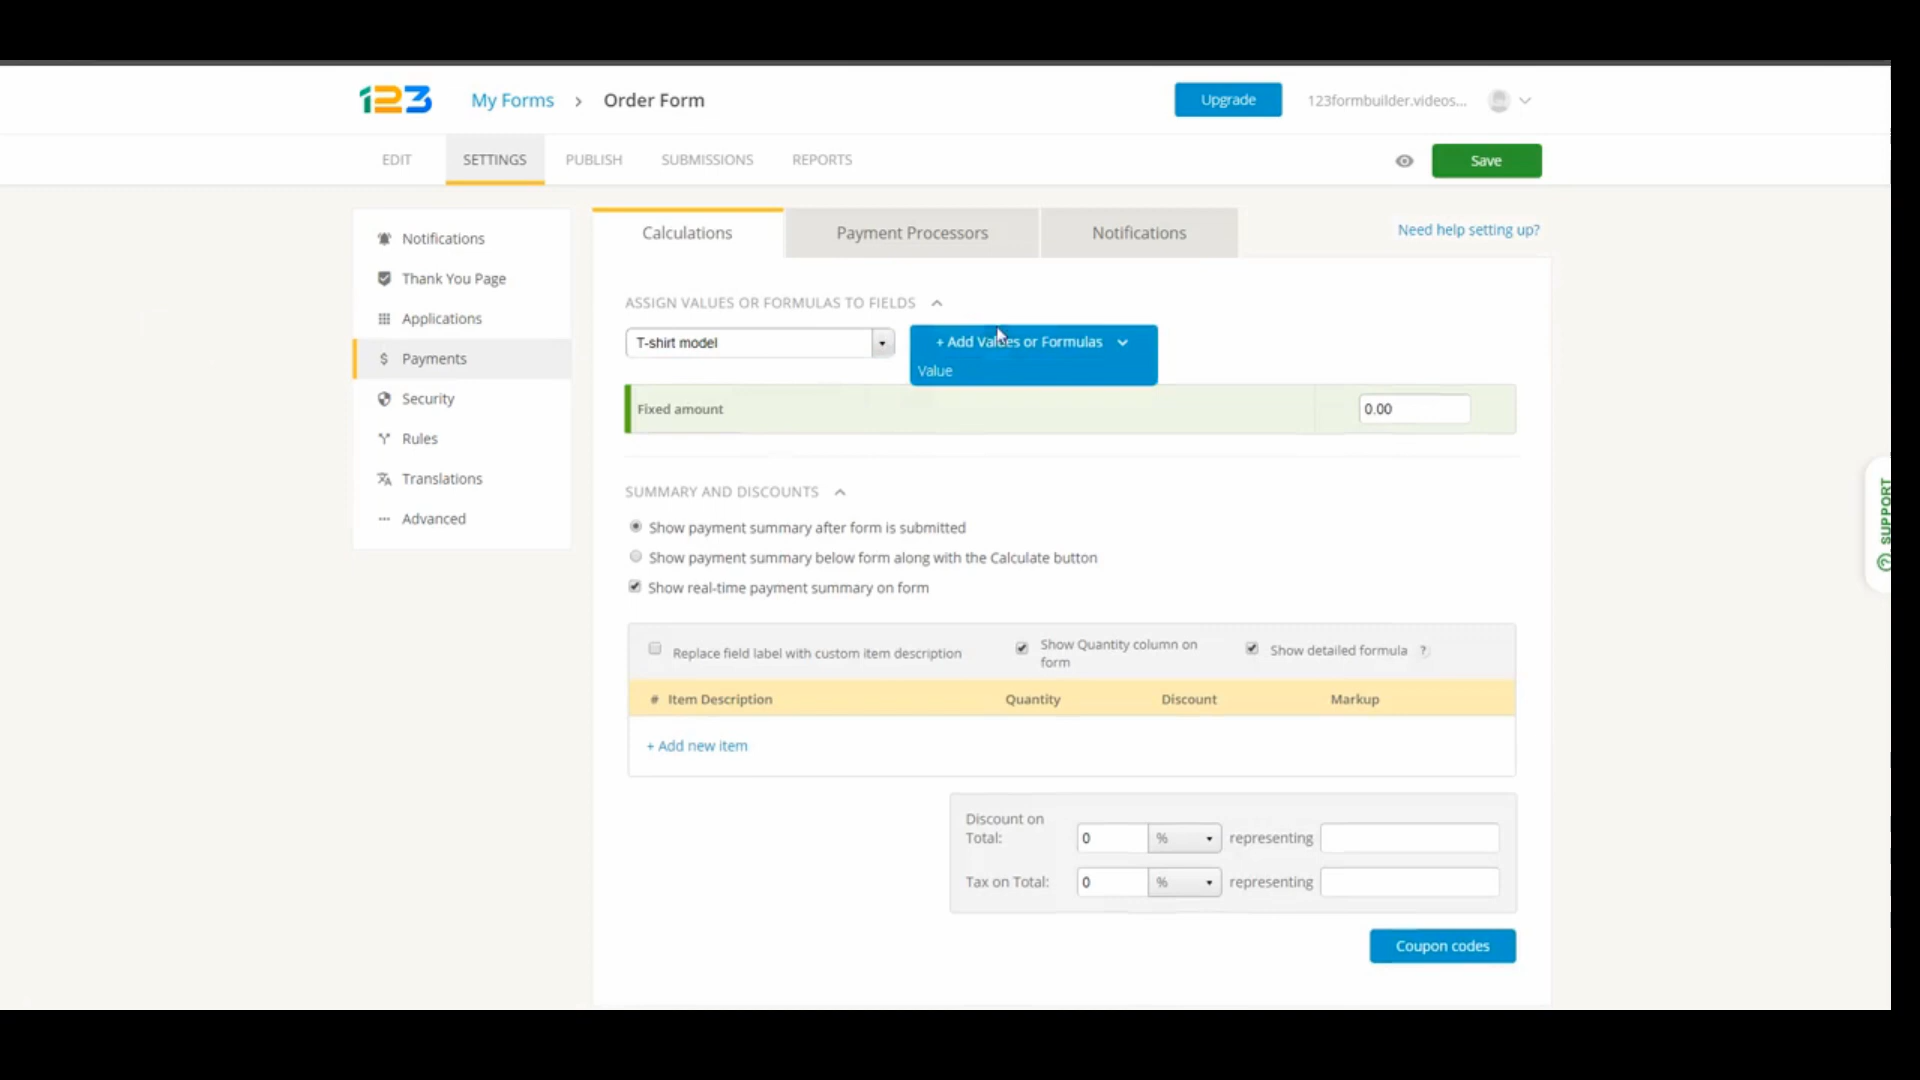 123 My Forms > Order Form Upgrade 123formbuilder.videos...
EDIT SETTINGS PUBLISH SUBMISSIONS REPORTS Save
Notifications
Thank You Page
Applications
$ Payments
Security
Rules
Translations
Advanced
Calculations Payment Processors Notifications Need help setting up?
ASSIGN VALUES OR FORMULAS TO FIELDS
T-shirt model + Add Values or Formulas
Value
Fixed amount 0.00
SUMMARY AND DISCOUNTS
Show payment summary after form is submitted
Show payment summary below form along with the Calculate button
Show real-time payment summary on form
Replace field label with custom item description Show Quantity column on
form
Show detailed formula ?
# Item Description Quantity Discount Markup
+ Add new item
Discount on
Total: 0 % representing
Tax on Total: 0 % representing
Coupon codes
? SUPPORT